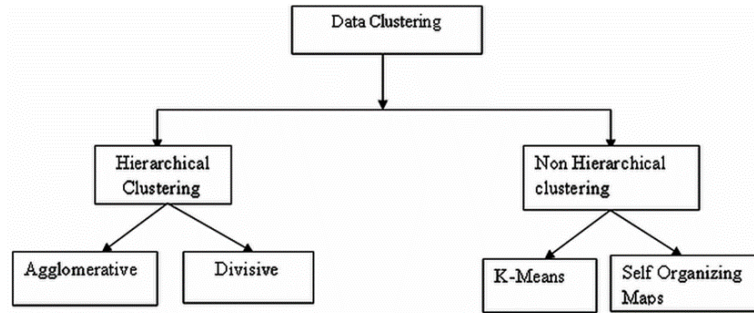 Data Clustering
Hierarchical
Clustering
Non Hierarchical
clustering
Agglomerative
Divisive
K-Means
Self Organizing
Maps